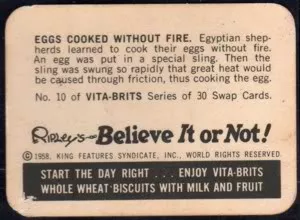 EGGS COOKED WITHOUT FIRE. Egyptian shep-
herds learned to cook their eggs without fire.
An egg was put in a special sling. Then the
sling was swung so rapidly that great heat would
be caused through friction, thus cooking the egg.
No. 10 of VITA-BRITS Series of 30 Swap Cards.
Ripley's Believe It or Not!
© 1958, KING FEATURES SYNDICATE, INC., WORLD RIGHTS RESERVED.
START THE DAY RIGHT . . . ENJOY VITA-BRITS
WHOLE WHEAT BISCUITS WITH MILK AND FRUIT